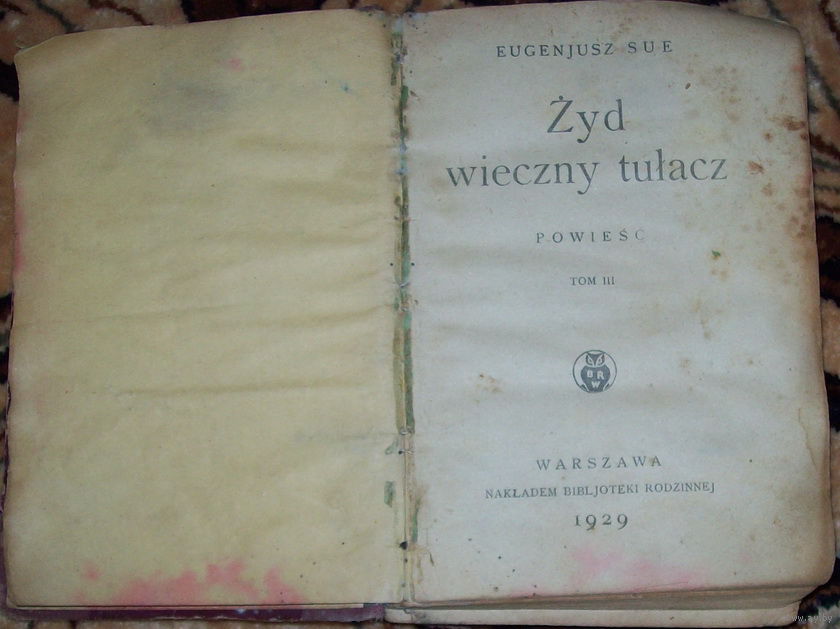 EUGENJUSZ SUE
Żyd
wieczny tułacz
POWIEŚĆ
TOM III
B R
W
WARSZAWA
NAKŁADEM BIBLJOTEKI RODZINNEJ
1929